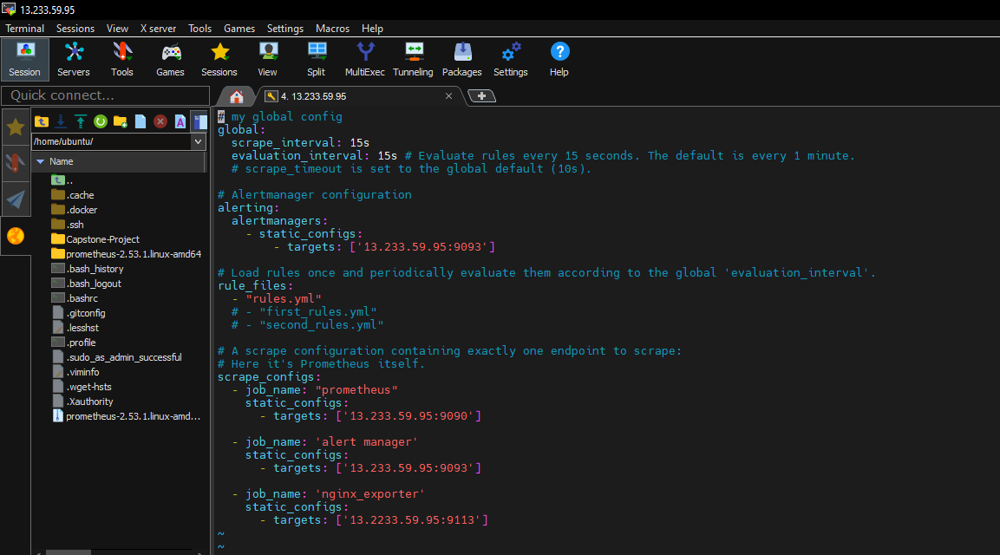 13.233.59.95
Terminal Sessions View X server Tools Games Settings Macros Help
Session Servers Tools Games Sessions View Split MultiExec Tunneling Packages Settings Help
Quick connect...
4. 13.233.59.95
/home/ubuntu/
Name
..
.cache
.docker
.ssh
Capstone-Project
prometheus-2.53.1.linux-amd64
.bash_history
.bash_logout
.bashrc
.gitconfig
.lesshst
.profile
.sudo_as_admin_successful
.viminfo
.wget-hsts
.Xauthority
prometheus-2.53.1.linux-amd...
# my global config
global:
  scrape_interval: 15s
  evaluation_interval: 15s # Evaluate rules every 15 seconds. The default is every 1 minute.
  # scrape_timeout is set to the global default (10s).
# Alertmanager configuration
alerting:
  alertmanagers:
    - static_configs:
        - targets: ['13.233.59.95:9093']
# Load rules once and periodically evaluate them according to the global 'evaluation_interval'.
rule_files:
  - "rules.yml"
  # - "first_rules.yml"
  # - "second_rules.yml"
# A scrape configuration containing exactly one endpoint to scrape:
# Here it's Prometheus itself.
scrape_configs:
  - job_name: "prometheus"
    static_configs:
      - targets: ['13.233.59.95:9090']
  - job_name: 'alert manager'
    static_configs:
      - targets: ['13.233.59.95:9093']
  - job_name: 'nginx_exporter'
    static_configs:
      - targets: ['13.2233.59.95:9113']
~
~